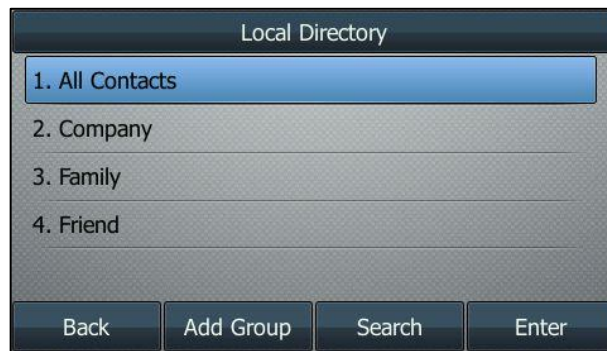 Local Directory
1. All Contacts
2. Company
3. Family
4. Friend
Back Add Group Search Enter